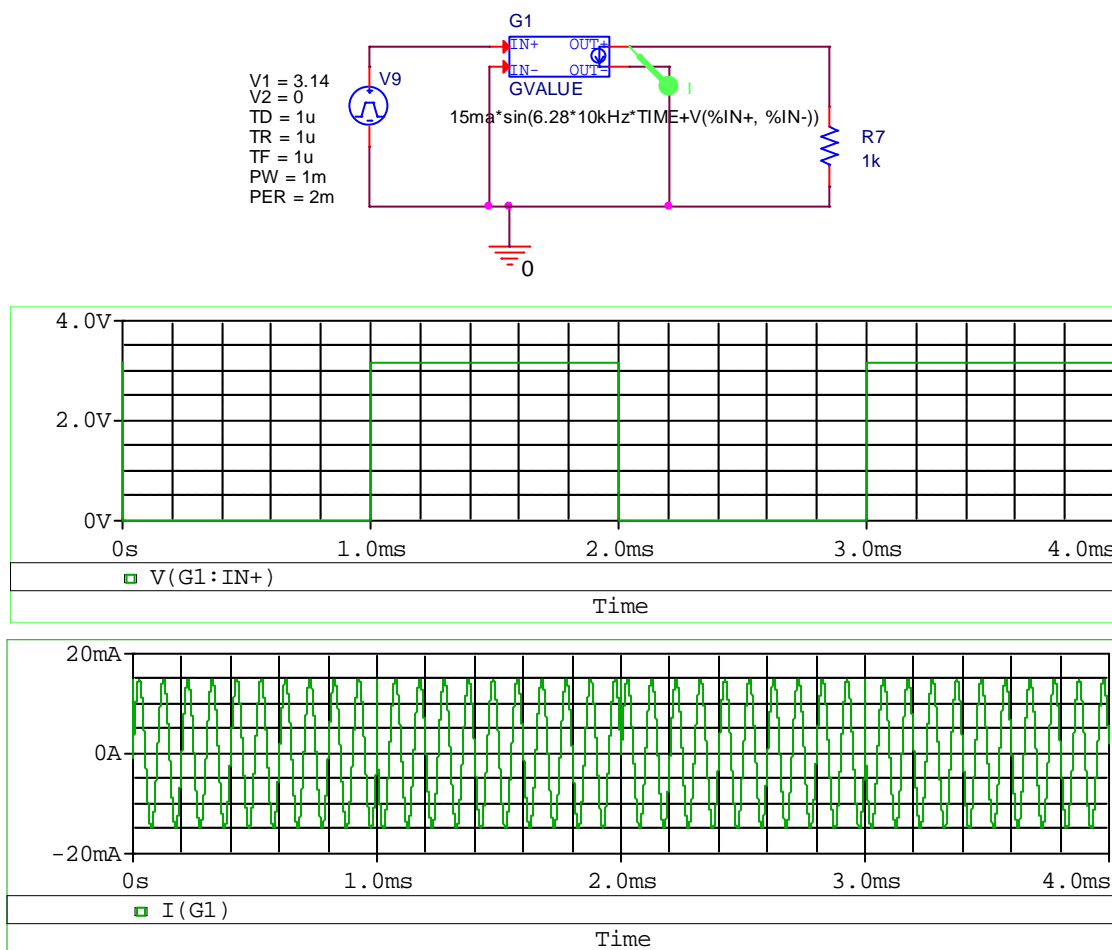 G1
IN+ OUT+
IN- OUT-
GVALUE
I
15ma*sin(6.28*10kHz*TIME+V(%IN+, %IN-))
V9
V1 = 3.14
V2 = 0
TD = 1u
TR = 1u
TF = 1u
PW = 1m
PER = 2m
R7
1k
0
4.0V
2.0V
0V
0s 1.0ms 2.0ms 3.0ms 4.0ms
V(G1:IN+)
Time
20mA
0A
-20mA
0s 1.0ms 2.0ms 3.0ms 4.0ms
I(G1)
Time